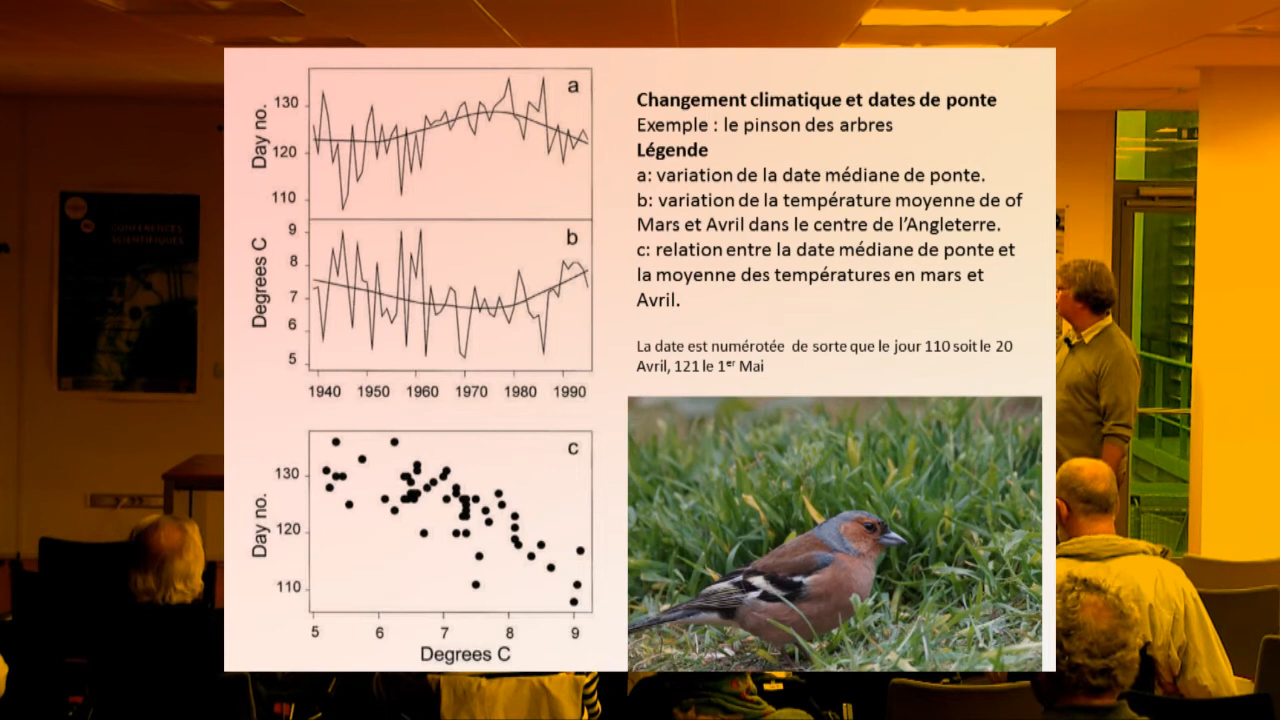 a
Day no.
130
120
110
b
Degrees C
9
8
7
6
5
1940 1950 1960 1970 1980 1990
c
Day no.
130
120
110
5 6 7 8 9
Degrees C
Changement climatique et dates de ponte
Exemple : le pinson des arbres
Légende
a: variation de la date médiane de ponte.
b: variation de la température moyenne de of
Mars et Avril dans le centre de l’Angleterre.
c: relation entre la date médiane de ponte et
la moyenne des températures en mars et
Avril.
La date est numérotée de sorte que le jour 110 soit le 20
Avril, 121 le 1er Mai
CONFÉRENCES
SCIENTIFIQUES